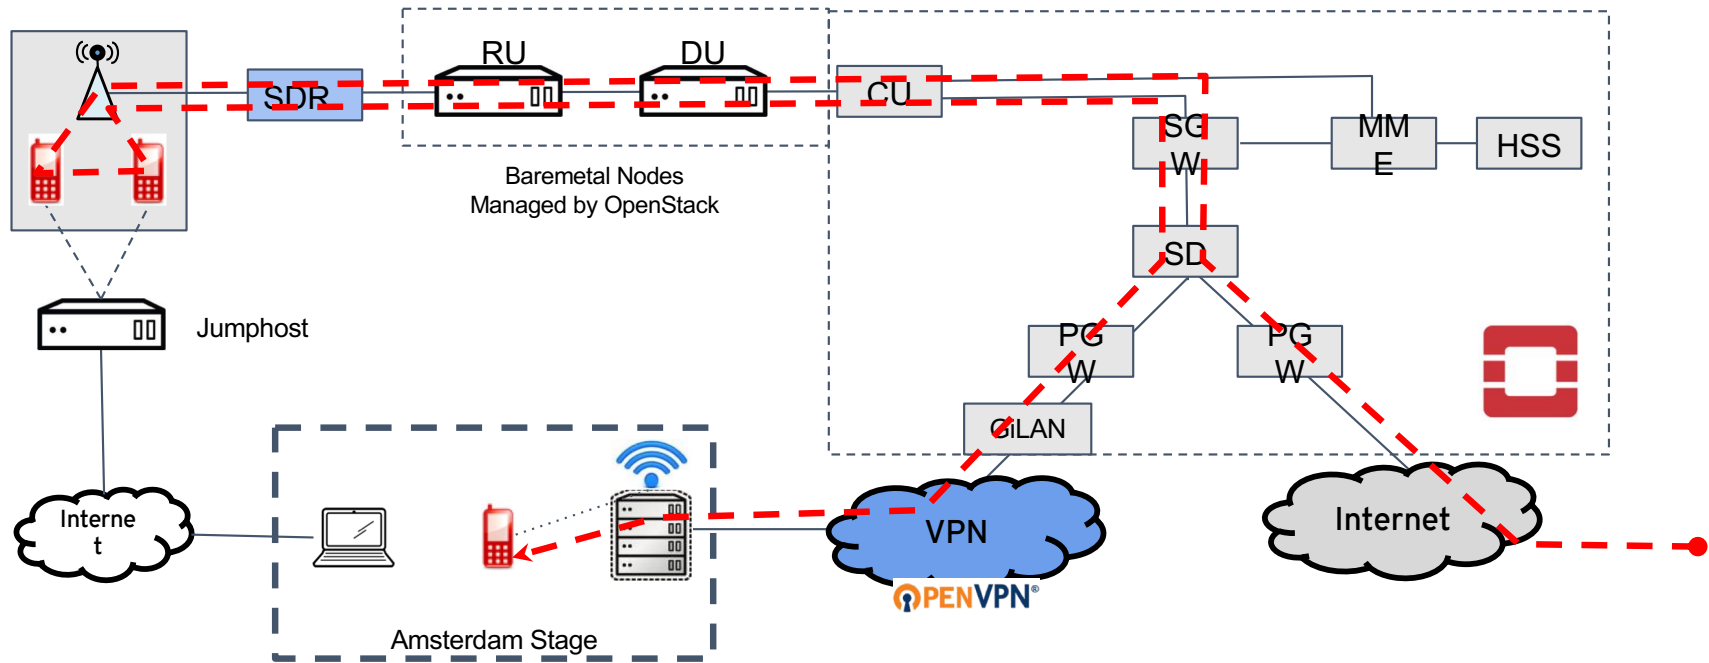 RU
DU
SDR
CU
SG
W
MM
E
HSS
Baremetal Nodes
Managed by OpenStack
SD
Jumphost
PG
W
PG
W
GiLAN
Interne
t
VPN
Internet
OPENVPN®
Amsterdam Stage